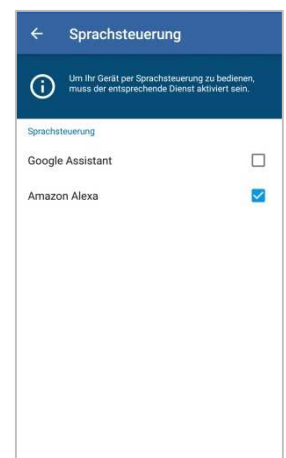 Sprachsteuerung
Um Ihr Gerät per Sprachsteuerung zu bedienen,
muss der entsprechende Dienst aktiviert sein.
Sprachsteuerung
Google Assistant
Amazon Alexa